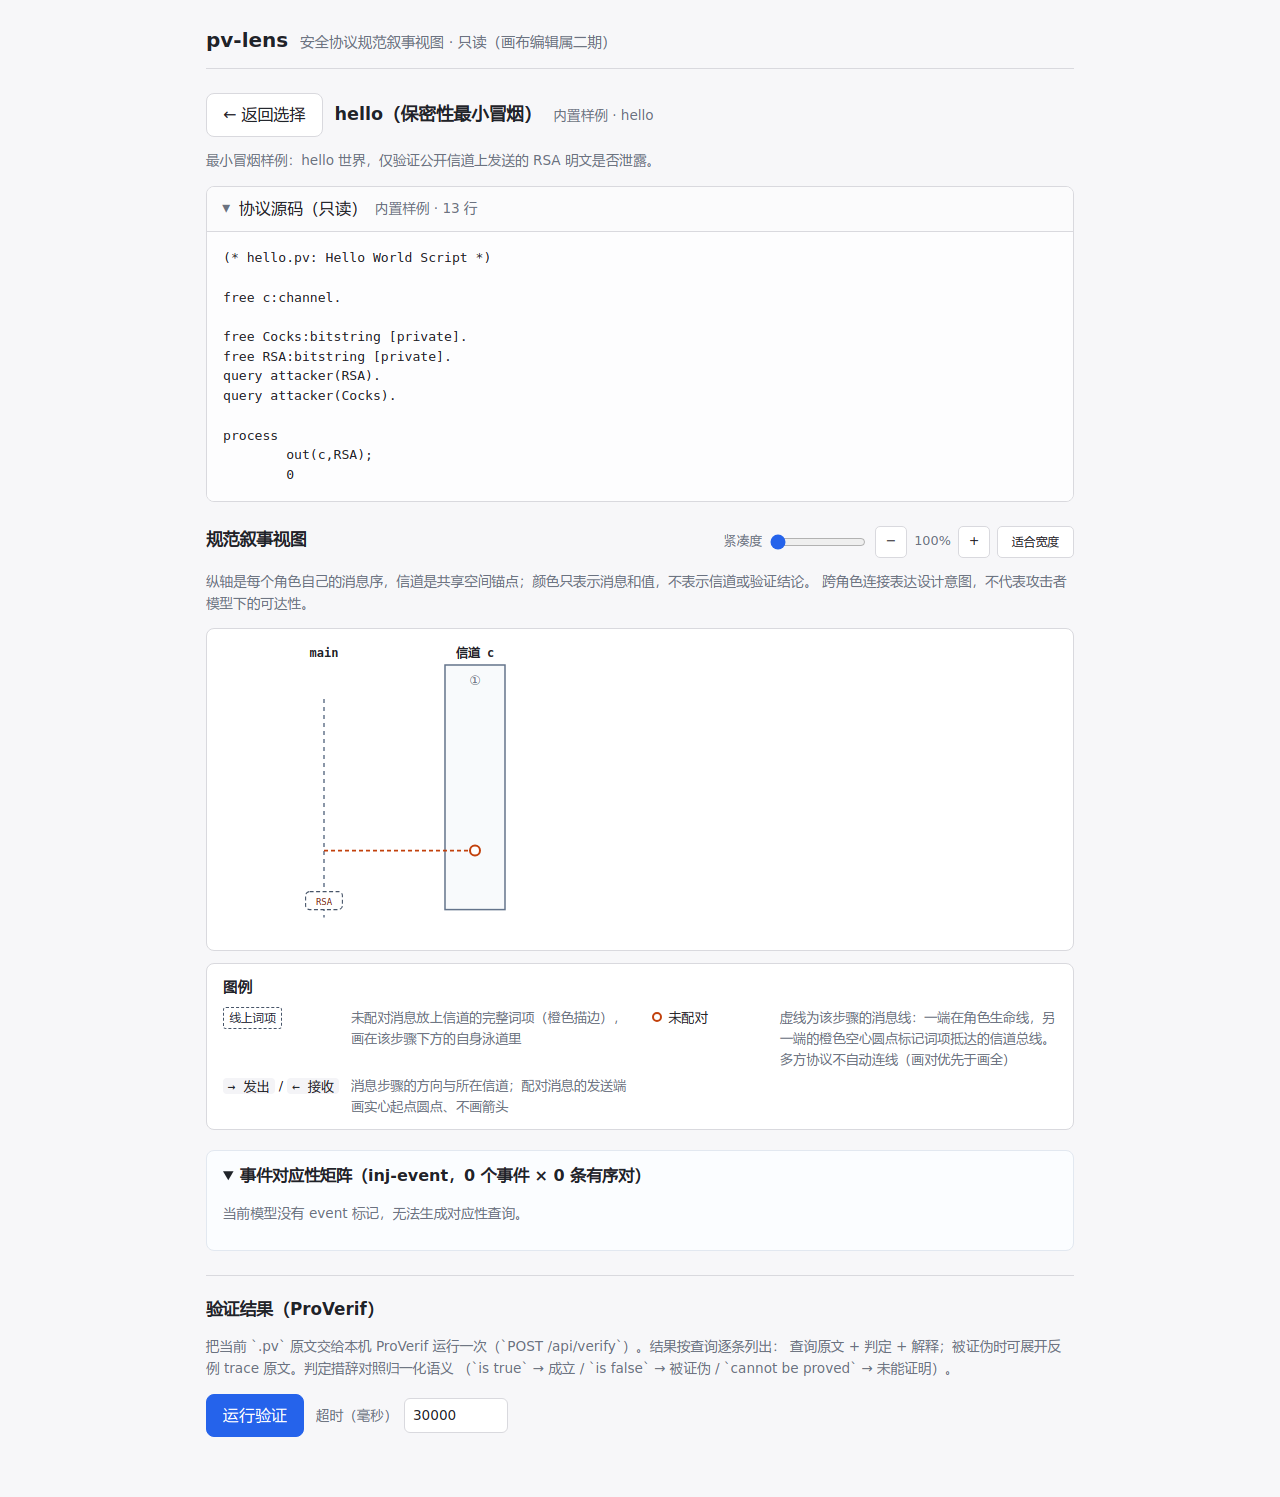 pv-lens 安全协议规范叙事视图 · 只读（画布编辑属二期）
← 返回选择 hello（保密性最小冒烟） 内置样例 · hello
最小冒烟样例：hello 世界，仅验证公开信道上发送的 RSA 明文是否泄露。
▼ 协议源码（只读） 内置样例 · 13 行
(* hello.pv: Hello World Script *)
free c:channel.
free Cocks:bitstring [private].
free RSA:bitstring [private].
query attacker(RSA).
query attacker(Cocks).
process
out(c,RSA);
0
规范叙事视图 紧凑度 − 100% + 适合宽度
纵轴是每个角色自己的消息序，信道是共享空间锚点；颜色只表示消息和值，不表示信道或验证结论。 跨角色连接表达设计意图，不代表攻击者
模型下的可达性。
main 信道 c
①
RSA
图例
线上词项 未配对消息放上信道的完整词项（橙色描边），
画在该步骤下方的自身泳道里
未配对 虚线为该步骤的消息线：一端在角色生命线，另
一端的橙色空心圆点标记词项抵达的信道总线。
多方协议不自动连线（画对优先于画全）
→ 发出 / ← 接收 消息步骤的方向与所在信道；配对消息的发送端
画实心起点圆点、不画箭头
▼ 事件对应性矩阵（inj-event，0 个事件 × 0 条有序对）
当前模型没有 event 标记，无法生成对应性查询。
验证结果（ProVerif）
把当前 `.pv` 原文交给本机 ProVerif 运行一次（`POST /api/verify`）。结果按查询逐条列出： 查询原文 + 判定 + 解释；被证伪时可展开反
例 trace 原文。判定措辞对照归一化语义 （`is true` → 成立 / `is false` → 被证伪 / `cannot be proved` → 未能证明）。
运行验证 超时（毫秒） 30000